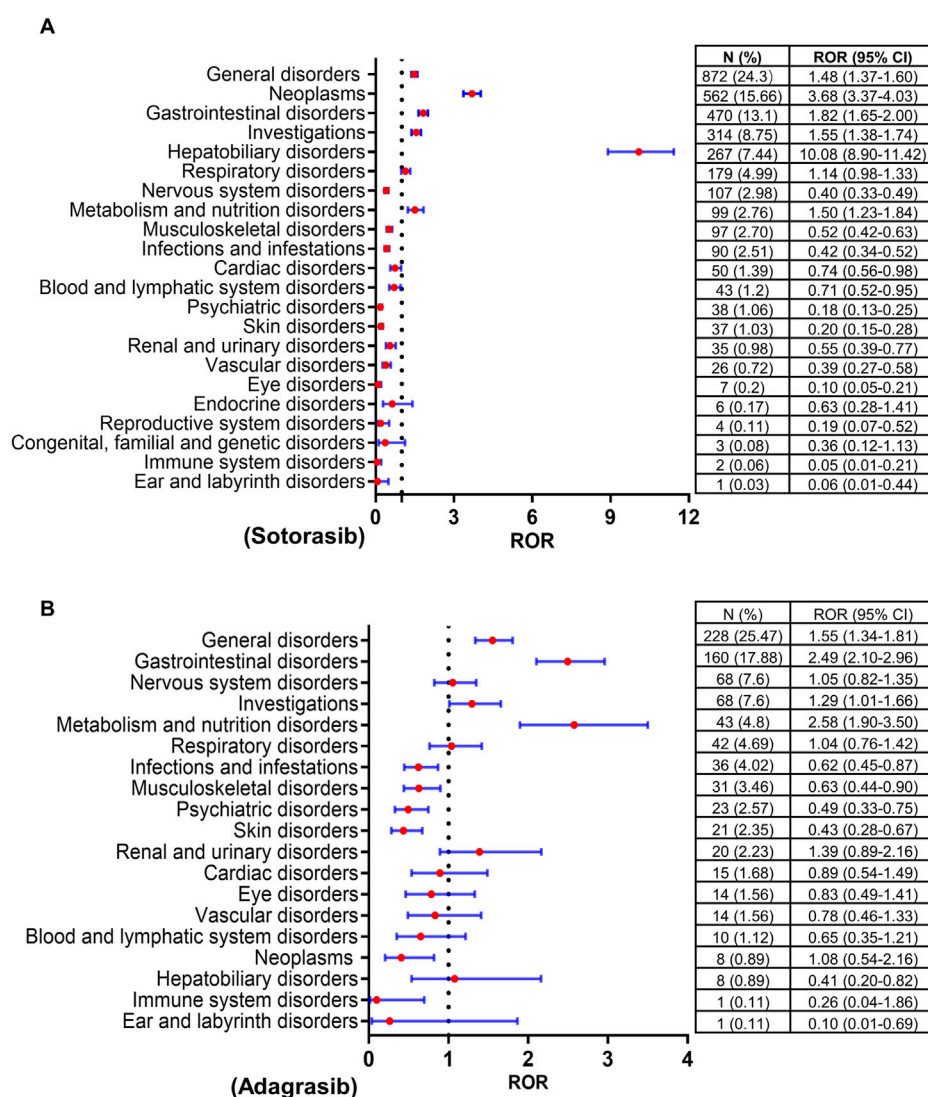 A
N (%) ROR (95% CI)
General disorders 872 (24.3) 1.48 (1.37-1.60)
Neoplasms 562 (15.66) 3.68 (3.37-4.03)
Gastrointestinal disorders 470 (13.1) 1.82 (1.65-2.00)
Investigations 314 (8.75) 1.55 (1.38-1.74)
Hepatobiliary disorders 267 (7.44) 10.08 (8.90-11.42)
Respiratory disorders 179 (4.99) 1.14 (0.98-1.33)
Nervous system disorders 107 (2.98) 0.40 (0.33-0.49)
Metabolism and nutrition disorders 99 (2.76) 1.50 (1.23-1.84)
Musculoskeletal disorders 97 (2.70) 0.52 (0.42-0.63)
Infections and infestations 90 (2.51) 0.42 (0.34-0.52)
Cardiac disorders 50 (1.39) 0.74 (0.56-0.98)
Blood and lymphatic system disorders 43 (1.2) 0.71 (0.52-0.95)
Psychiatric disorders 38 (1.06) 0.18 (0.13-0.25)
Skin disorders 37 (1.03) 0.20 (0.15-0.28)
Renal and urinary disorders 35 (0.98) 0.55 (0.39-0.77)
Vascular disorders 26 (0.72) 0.39 (0.27-0.58)
Eye disorders 7 (0.2) 0.10 (0.05-0.21)
Endocrine disorders 6 (0.17) 0.63 (0.28-1.41)
Reproductive system disorders 4 (0.11) 0.19 (0.07-0.52)
Congenital, familial and genetic disorders 3 (0.08) 0.36 (0.12-1.13)
Immune system disorders 2 (0.06) 0.05 (0.01-0.21)
Ear and labyrinth disorders 1 (0.03) 0.06 (0.01-0.44)
0 3 6 9 12
(Sotorasib) ROR
B
N (%) ROR (95% CI)
General disorders 228 (25.47) 1.55 (1.34-1.81)
Gastrointestinal disorders 160 (17.88) 2.49 (2.10-2.96)
Nervous system disorders 68 (7.6) 1.05 (0.82-1.35)
Investigations 68 (7.6) 1.29 (1.01-1.66)
Metabolism and nutrition disorders 43 (4.8) 2.58 (1.90-3.50)
Respiratory disorders 42 (4.69) 1.04 (0.76-1.42)
Infections and infestations 36 (4.02) 0.62 (0.45-0.87)
Musculoskeletal disorders 31 (3.46) 0.63 (0.44-0.90)
Psychiatric disorders 23 (2.57) 0.49 (0.33-0.75)
Skin disorders 21 (2.35) 0.43 (0.28-0.67)
Renal and urinary disorders 20 (2.23) 1.39 (0.89-2.16)
Cardiac disorders 15 (1.68) 0.89 (0.54-1.49)
Eye disorders 14 (1.56) 0.83 (0.49-1.41)
Vascular disorders 14 (1.56) 0.78 (0.46-1.33)
Blood and lymphatic system disorders 10 (1.12) 0.65 (0.35-1.21)
Neoplasms 8 (0.89) 1.08 (0.54-2.16)
Hepatobiliary disorders 8 (0.89) 0.41 (0.20-0.82)
Immune system disorders 1 (0.11) 0.26 (0.04-1.86)
Ear and labyrinth disorders 1 (0.11) 0.10 (0.01-0.69)
0 1 2 3 4
(Adagrasib) ROR